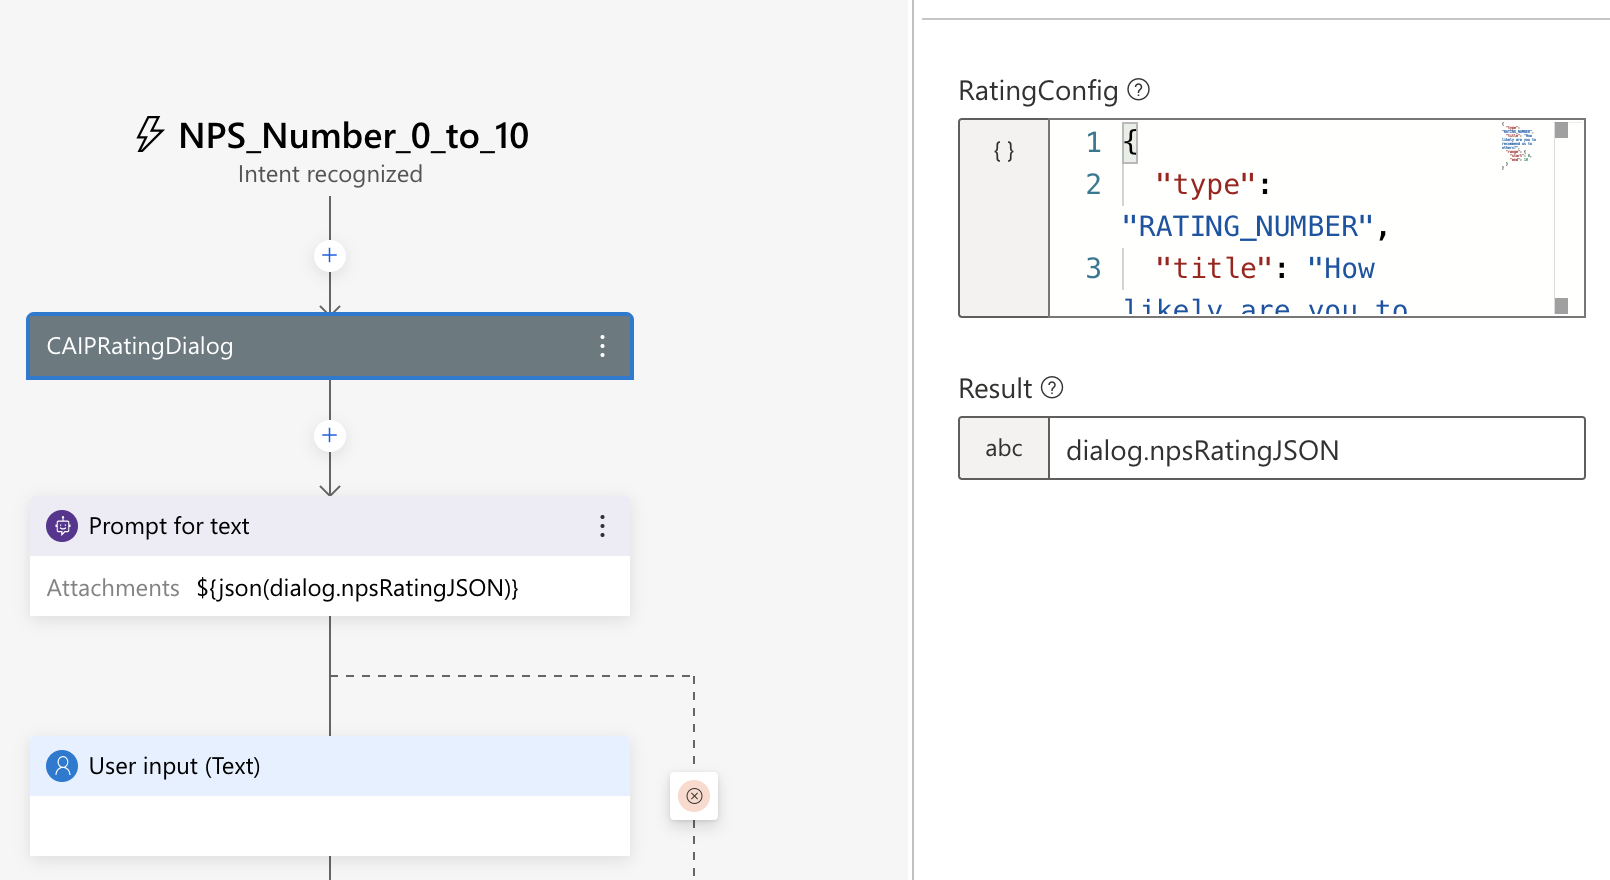 NPS_Number_0_to_10
Intent recognized
CAIPRatingDialog
Prompt for text
Attachments ${json(dialog.npsRatingJSON)}
User input (Text)
RatingConfig
{}
1 {
2 "type":
"RATING_NUMBER",
3 "title": "How
likely are you to
Result
abc dialog.npsRatingJSON